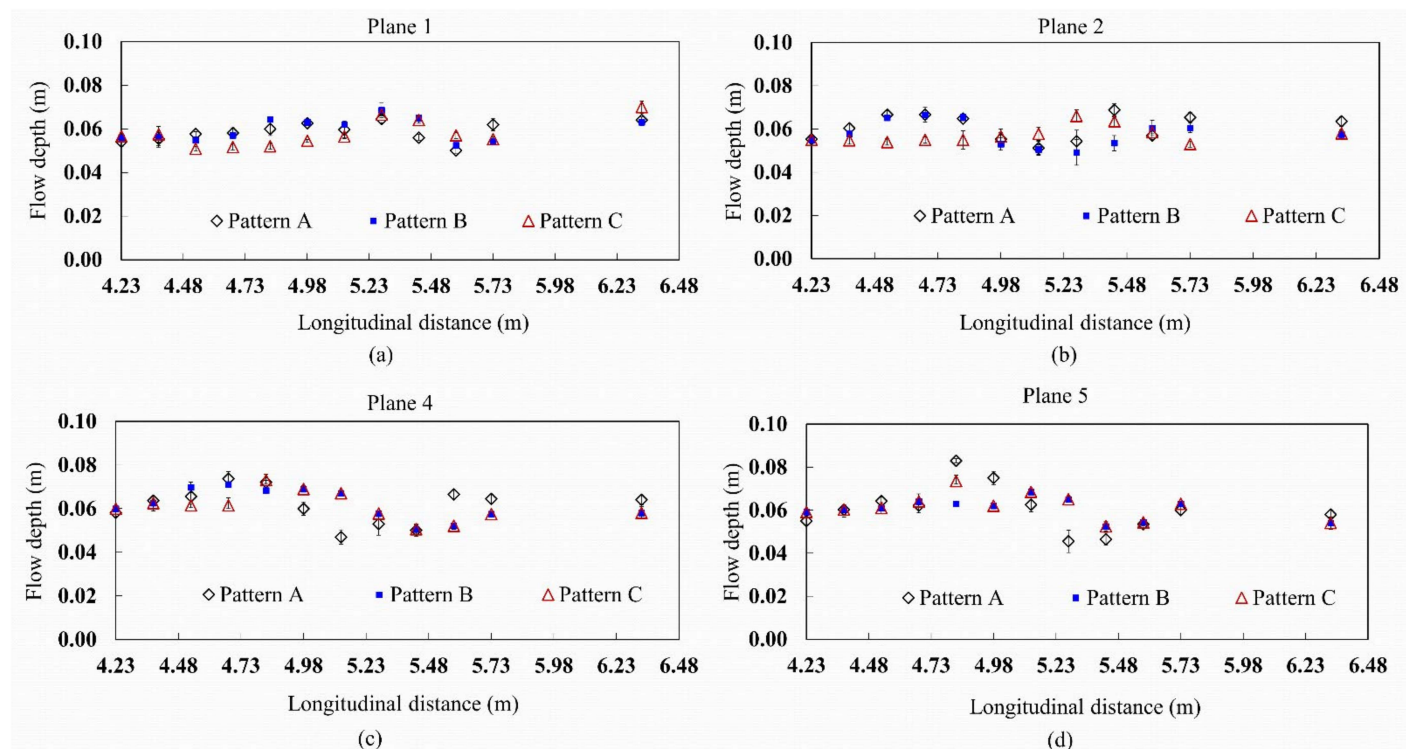 Plane 1
0.10
0.08
0.06
0.04
0.02
0.00
Flow depth (m)
Pattern A Pattern B Pattern C
4.23 4.48 4.73 4.98 5.23 5.48 5.73 5.98 6.23 6.48
Longitudinal distance (m)
(a)
Plane 2
0.10
0.08
0.06
0.04
0.02
0.00
Flow depth (m)
Pattern A Pattern B Pattern C
4.23 4.48 4.73 4.98 5.23 5.48 5.73 5.98 6.23 6.48
Longitudinal distance (m)
(b)
Plane 4
0.10
0.08
0.06
0.04
0.02
0.00
Flow depth (m)
Pattern A Pattern B Pattern C
4.23 4.48 4.73 4.98 5.23 5.48 5.73 5.98 6.23 6.48
Longitudinal distance (m)
(c)
Plane 5
0.10
0.08
0.06
0.04
0.02
0.00
Flow depth (m)
Pattern A Pattern B Pattern C
4.23 4.48 4.73 4.98 5.23 5.48 5.73 5.98 6.23 6.48
Longitudinal distance (m)
(d)